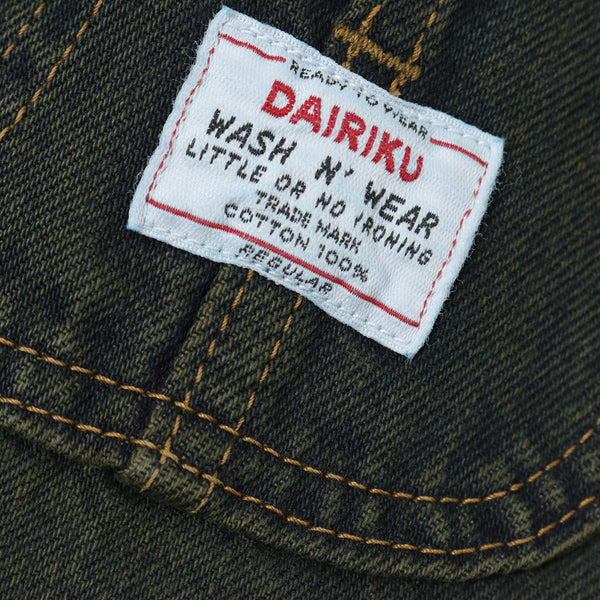 READY TO WEAR
DAIRIKU
WASH N' WEAR
LITTLE OR NO IRONING
TRADE MARK
COTTON 100%
REGULAR